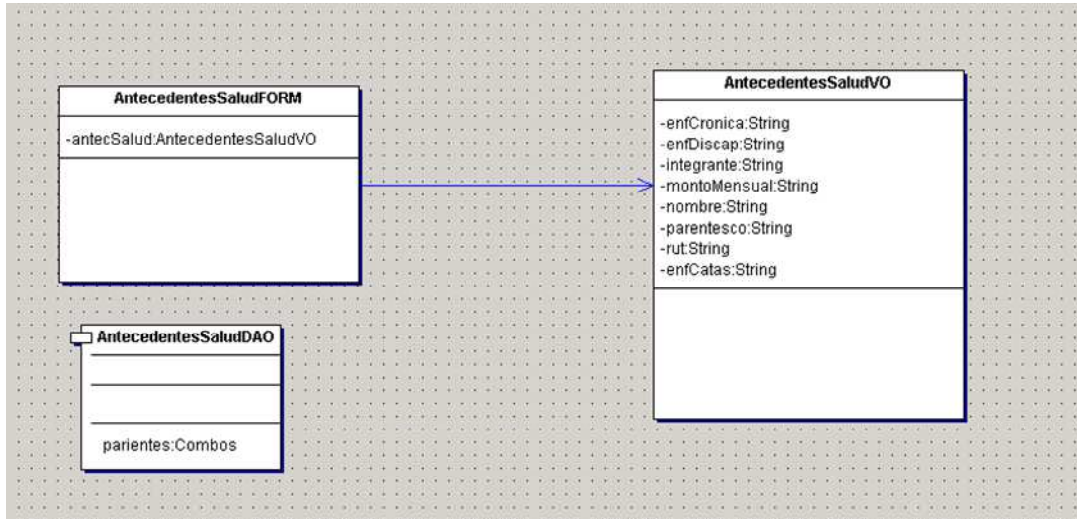 AntecedentesSaludFORM
-antecSalud:AntecedentesSaludVO
AntecedentesSaludDAO
parientes:Combos
AntecedentesSaludVO
-enfCronica:String
-enfDiscap:String
-integrante:String
-montoMensual:String
-nombre:String
-parentesco:String
-rut:String
-enfCatas:String